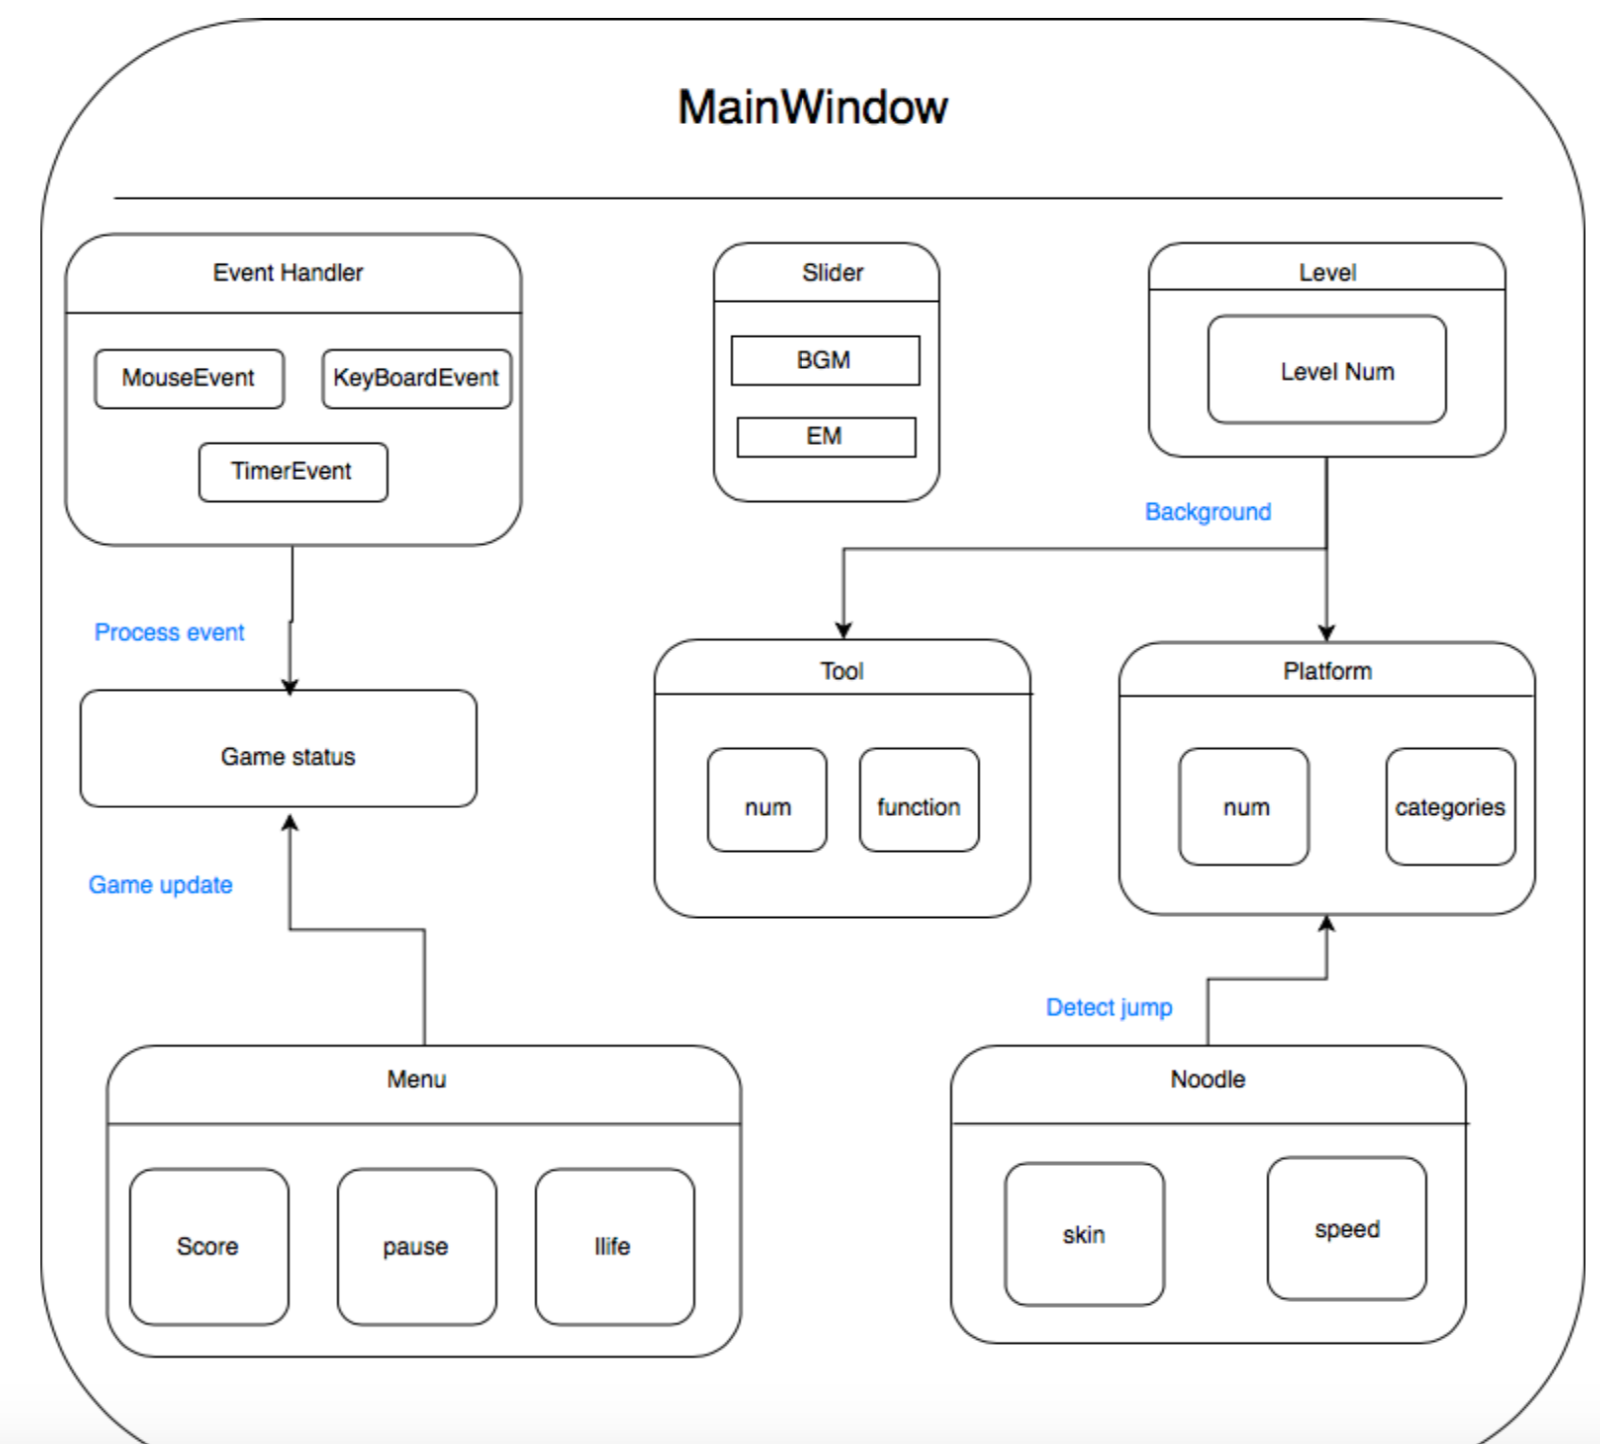 MainWindow
Event Handler
MouseEvent
KeyBoardEvent
TimerEvent
Slider
BGM
EM
Level
Level Num
Background
Process event
Game status
Game update
Tool
num
function
Platform
num
categories
Detect jump
Menu
Score
pause
llife
Noodle
skin
speed